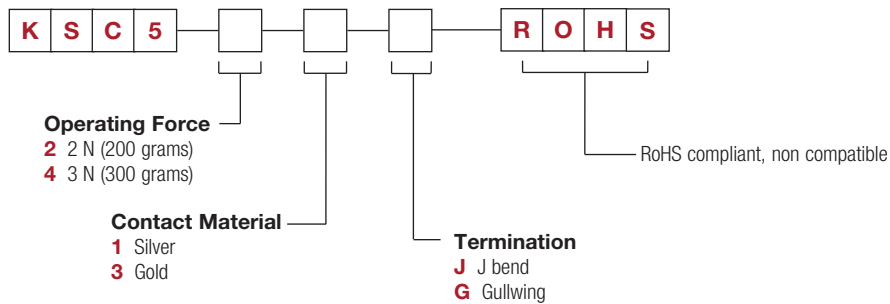 K S C 5 R O H S
Operating Force
2 2 N (200 grams)
4 3 N (300 grams)
RoHS compliant, non compatible
Contact Material
1 Silver
3 Gold
Termination
J J bend
G Gullwing